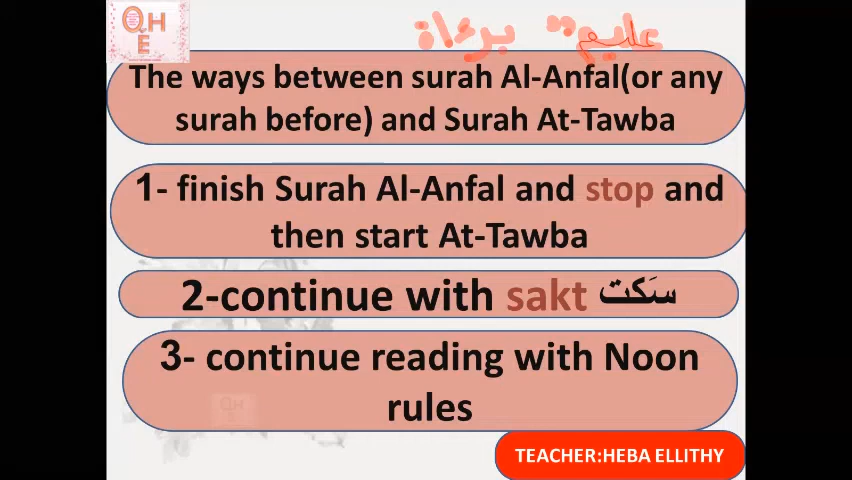 QH
E
عليم براءة
The ways between surah Al-Anfal(or any
surah before) and Surah At-Tawba
1- finish Surah Al-Anfal and stop and
then start At-Tawba
2-continue with sakt سَكت
3- continue reading with Noon
rules
TEACHER:HEBA ELLITHY